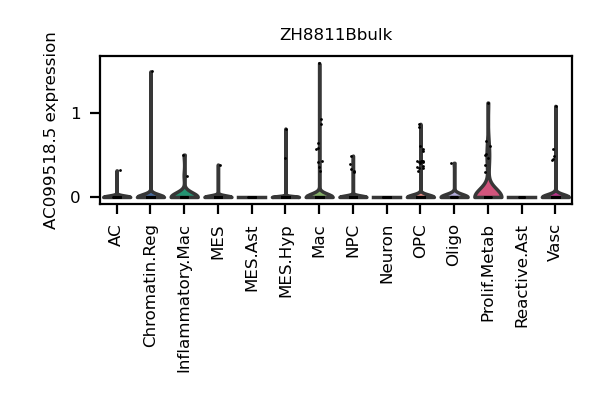 ZH8811Bbulk
AC099518.5 expression
1
0
AC
Chromatin.Reg
Inflammatory.Mac
MES
MES.Ast
MES.Hyp
Mac
NPC
Neuron
OPC
Oligo
Prolif.Metab
Reactive.Ast
Vasc